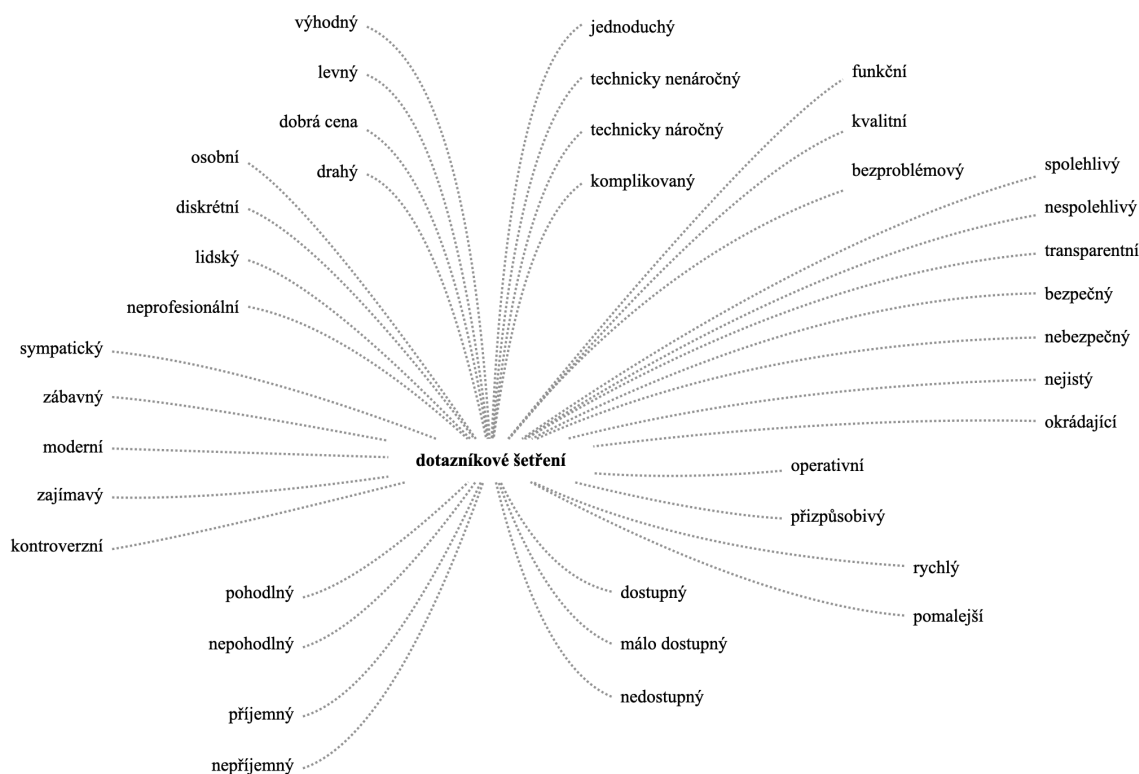 výhodný
levný
dobrá cena
drahý
jednoduchý
technicky nenáročný
technicky náročný
komplikovaný
funkční
kvalitní
bezproblémový
osobní
diskrétní
lidský
neprofesionální
spolehlivý
nespolehlivý
transparentní
bezpečný
nebezpečný
nejistý
okrádající
sympatický
zábavný
moderní
zajímavý
kontroverzní
dotazníkové šetření
operativní
přizpůsobivý
rychlý
pomalejší
pohodlný
nepohodlný
příjemný
nepříjemný
dostupný
málo dostupný
nedostupný